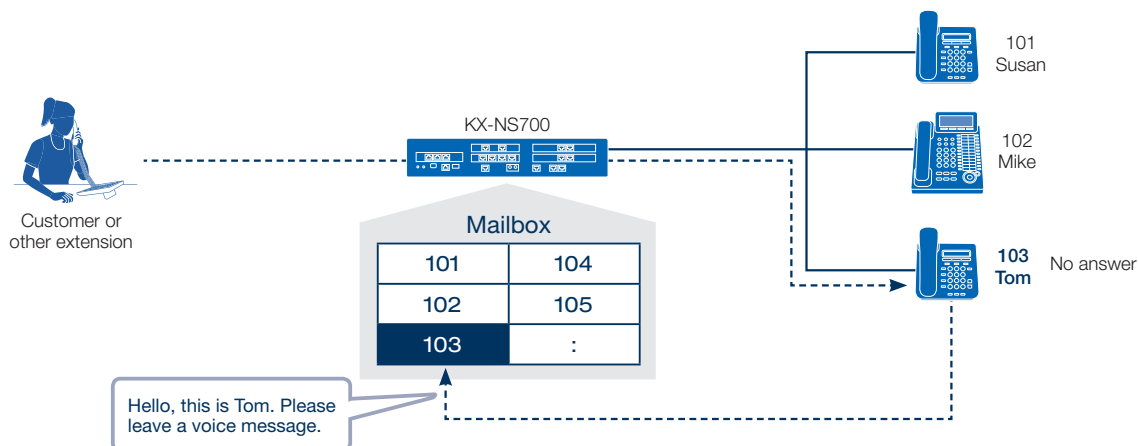 101
Susan
KX-NS700
102
Mike
Customer or
other extension
Mailbox
101 104
102 105
103 :
103
Tom
No answer
Hello, this is Tom. Please
leave a voice message.